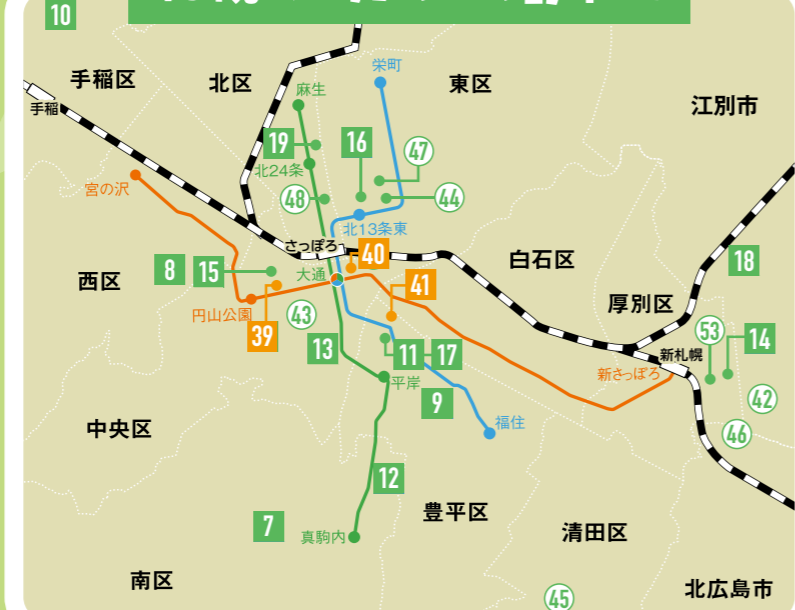 10
手稲区
北区
栄町
東区
麻生
江別市
手稲
19
16
47
北24条
宮の沢
48
44
北13条東
さっぽろ
40
白石区
18
8
15
大通
41
西区
厚別区
円山公園
43
39
53
14
新札幌
13
11
17
新さっぽろ
平岸
9
42
福住
46
中央区
12
豊平区
7
清田区
真駒内
南区
45
北広島市